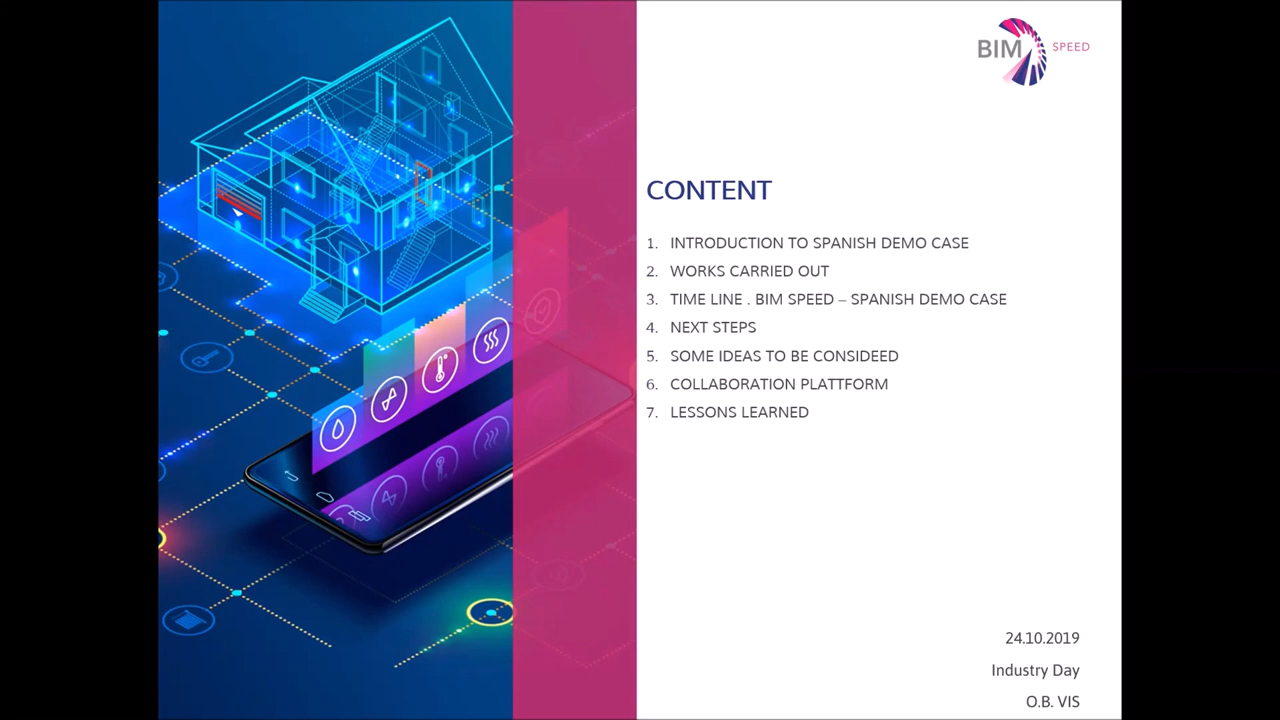 BIM SPEED
CONTENT
1. INTRODUCTION TO SPANISH DEMO CASE
2. WORKS CARRIED OUT
3. TIME LINE . BIM SPEED – SPANISH DEMO CASE
4. NEXT STEPS
5. SOME IDEAS TO BE CONSIDEED
6. COLLABORATION PLATTFORM
7. LESSONS LEARNED
24.10.2019
Industry Day
O.B. VIS